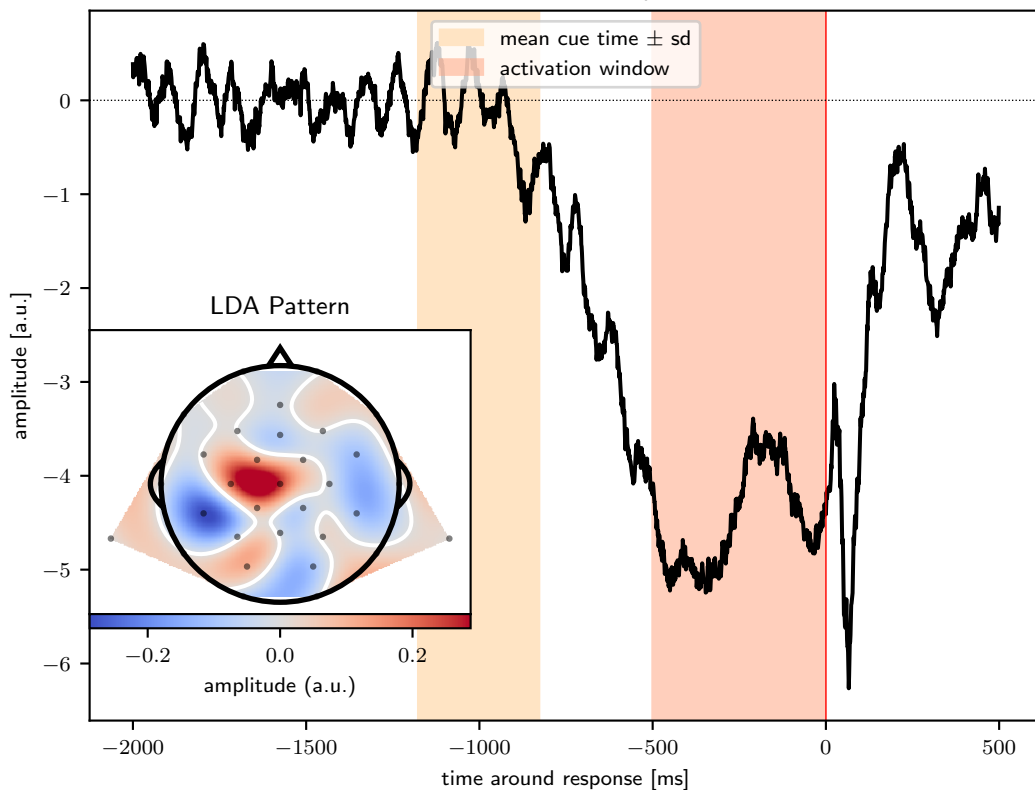 mean cue time ± sd
activation window
0
−1
−2
−3
−4
−5
−6
amplitude [a.u.]
LDA Pattern
−0.2 0.0 0.2
amplitude (a.u.)
−2000 −1500 −1000 −500 0 500
time around response [ms]